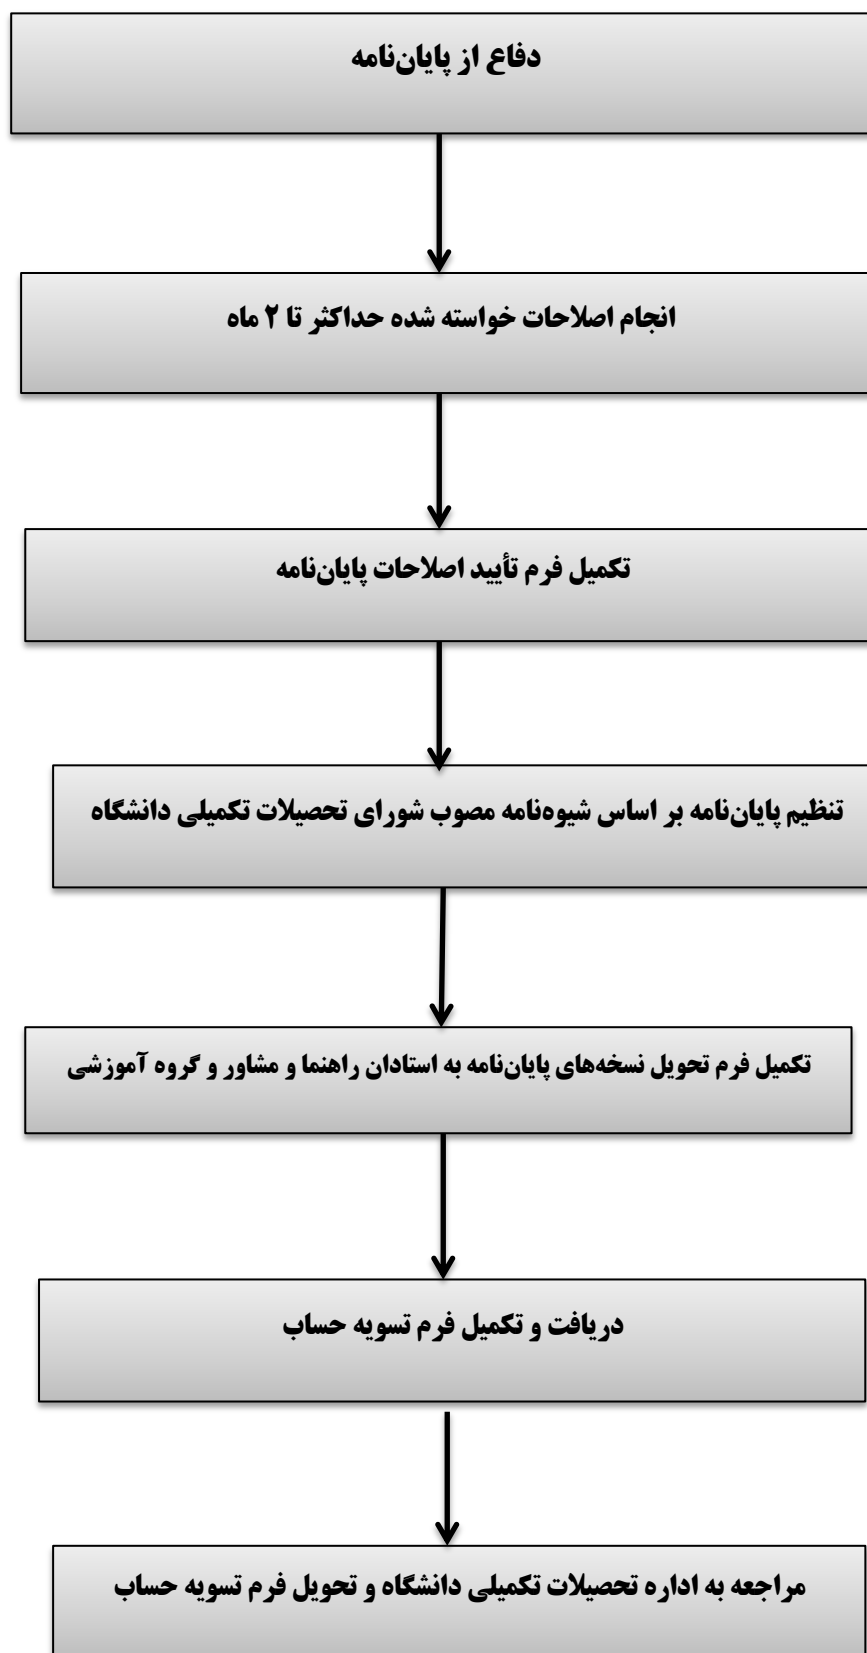 دفاع از پایان‌نامه
انجام اصلاحات خواسته شده حداکثر تا ۲ ماه
تکمیل فرم تأیید اصلاحات پایان‌نامه
تنظیم پایان‌نامه بر اساس شیوه‌نامه مصوب شورای تحصیلات تکمیلی دانشگاه
تکمیل فرم تحویل نسخه‌های پایان‌نامه به استادان راهنما و مشاور و گروه آموزشی
دریافت و تکمیل فرم تسویه حساب
مراجعه به اداره تحصیلات تکمیلی دانشگاه و تحویل فرم تسویه حساب